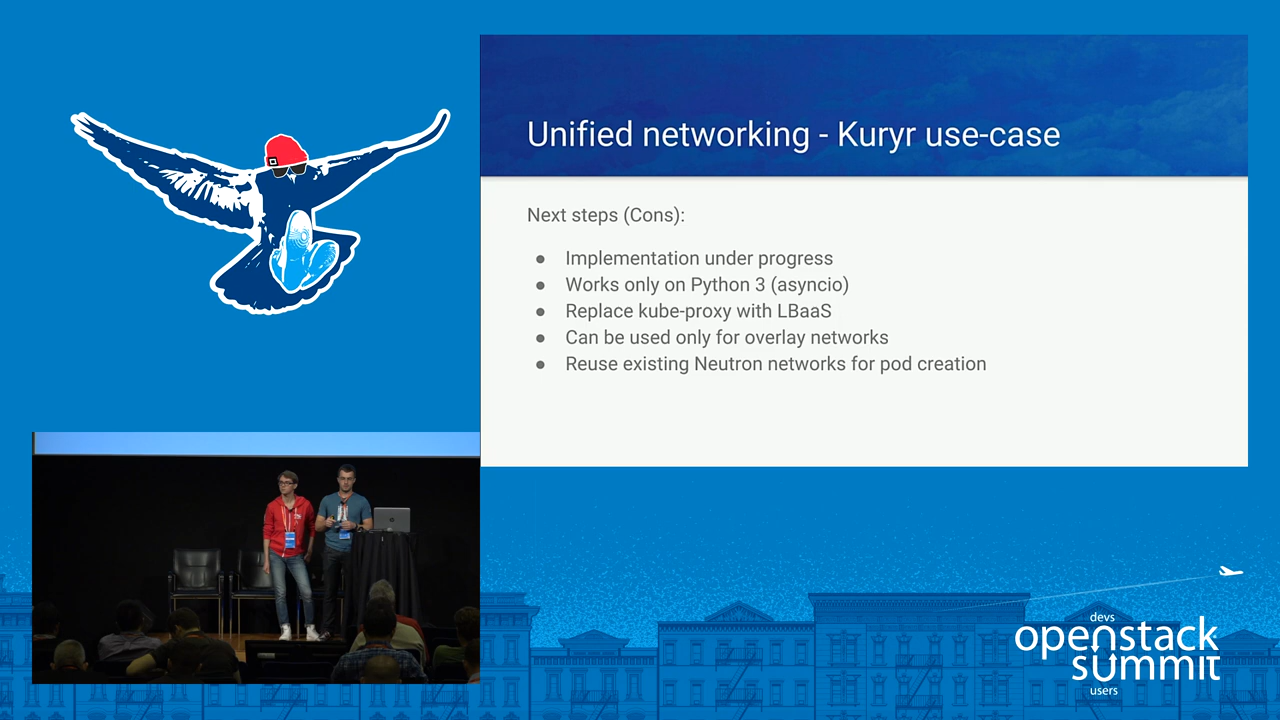 Unified networking - Kuryr use-case
Next steps (Cons):
● Implementation under progress
● Works only on Python 3 (asyncio)
● Replace kube-proxy with LBaaS
● Can be used only for overlay networks
● Reuse existing Neutron networks for pod creation
devs
openstack
summit
users